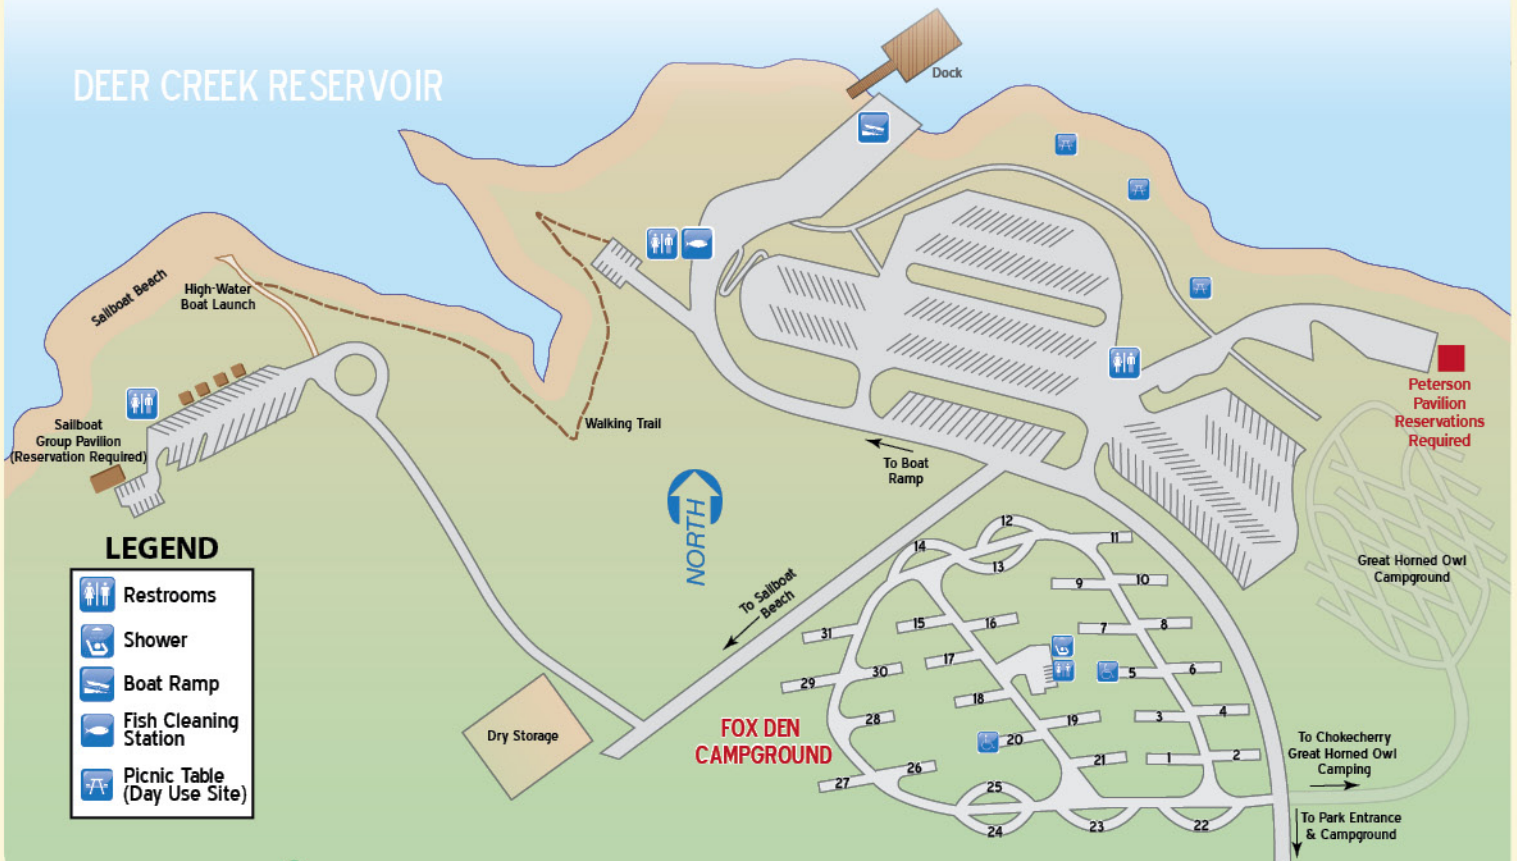 DEER CREEK RESERVOIR
Dock
Sailboat Beach
High-Water
Boat Launch
Sailboat
Group Pavilion
(Reservation Required)
Walking Trail
To Boat
Ramp
Peterson
Pavilion
Reservations
Required
NORTH
Great Horned Owl
Campground
To Sailboat
Beach
LEGEND
Restrooms
Shower
Boat Ramp
Fish Cleaning
Station
Picnic Table
(Day Use Site)
Dry Storage
FOX DEN
CAMPGROUND
12
11
14
13
9
10
15
16
7
8
31
17
30
5
6
29
18
28
19
3
4
20
21
1
2
26
27
25
24
23
22
To Chokecherry
Great Horned Owl
Camping
To Park Entrance
& Campground